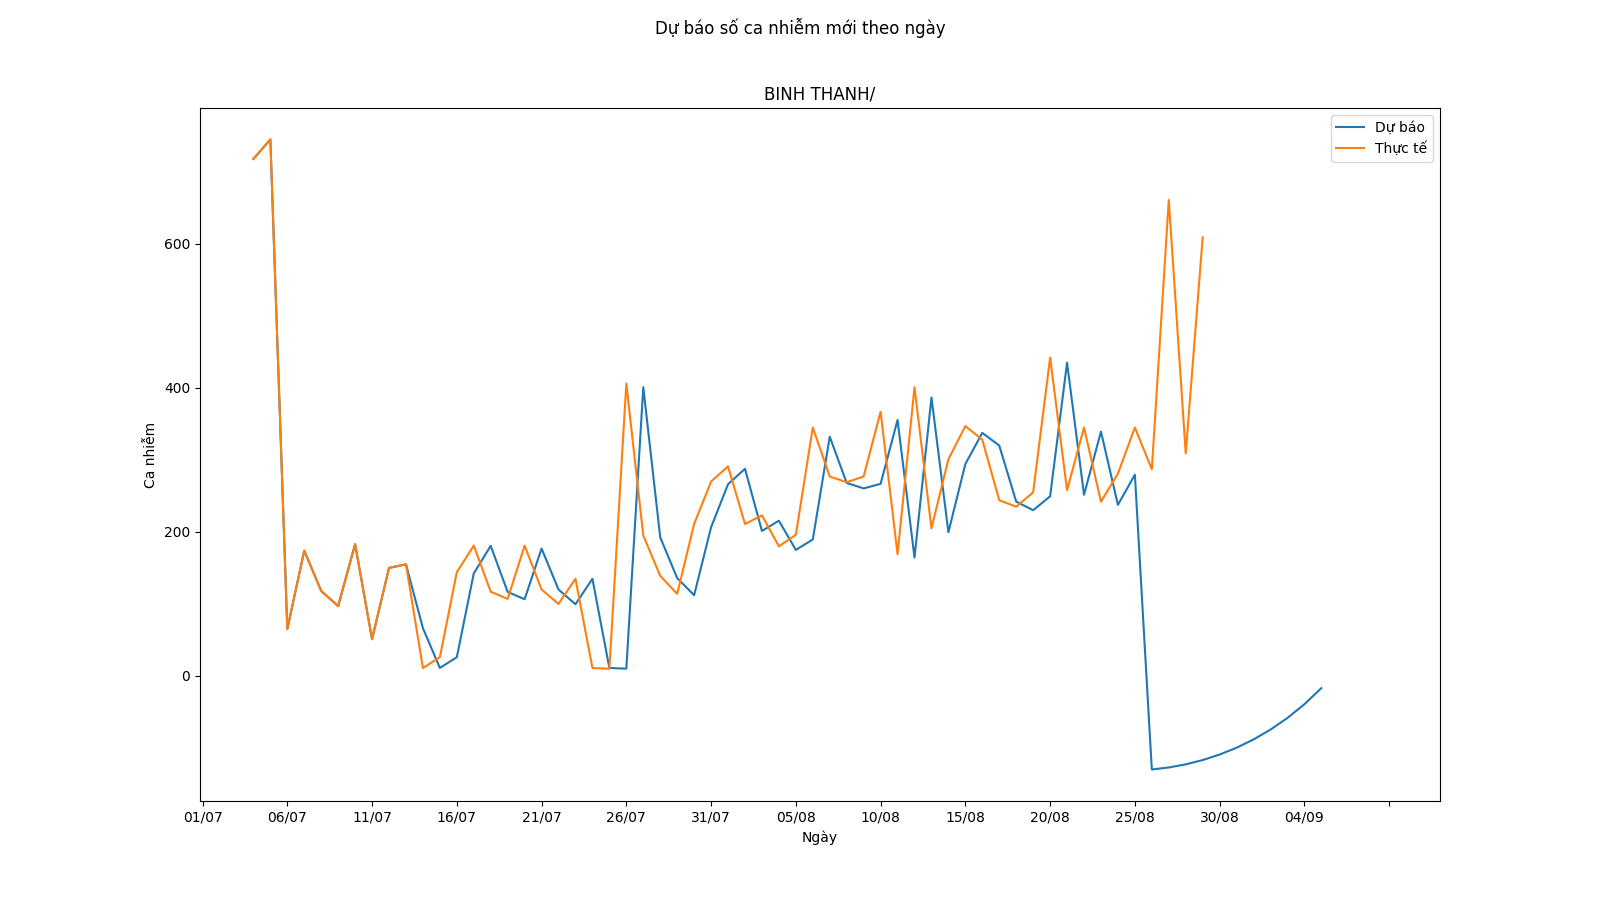 Dự báo số ca nhiễm mới theo ngày
BINH THANH/
Dự báo
Thực tế
600
400
200
0
Ca nhiễm
01/07 06/07 11/07 16/07 21/07 26/07 31/07 05/08 10/08 15/08 20/08 25/08 30/08 04/09
Ngày